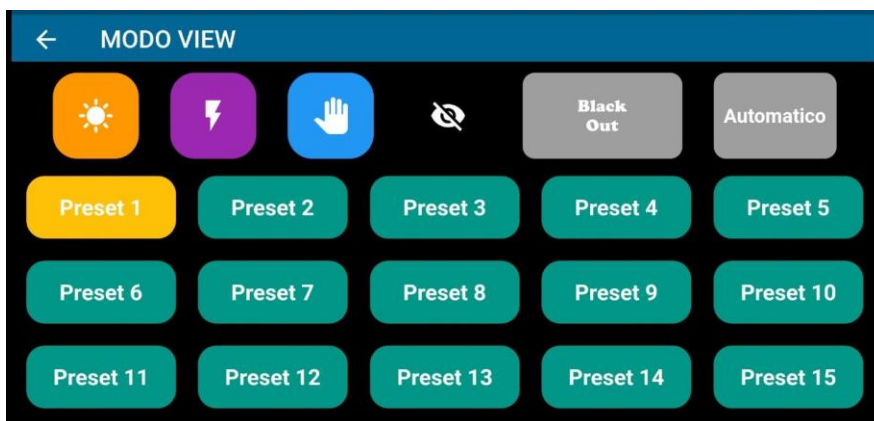 MODO VIEW
Black
Out
Automatico
Preset 1
Preset 2
Preset 3
Preset 4
Preset 5
Preset 6
Preset 7
Preset 8
Preset 9
Preset 10
Preset 11
Preset 12
Preset 13
Preset 14
Preset 15